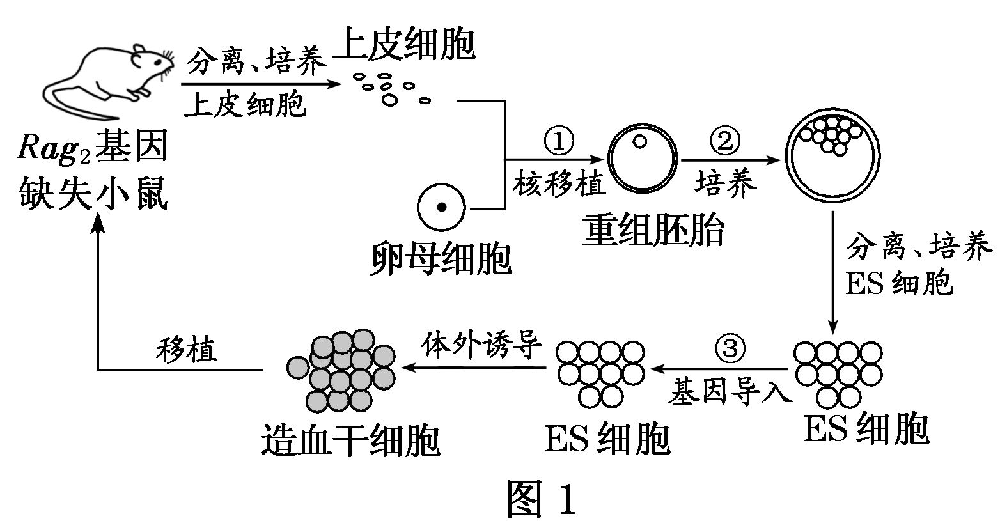 分离、培养
上皮细胞
上皮细胞
Rag₂基因
缺失小鼠
卵母细胞
①
核移植
重组胚胎
②
培养
分离、培养
ES细胞
ES细胞
③
基因导入
ES细胞
体外诱导
造血干细胞
移植
图1